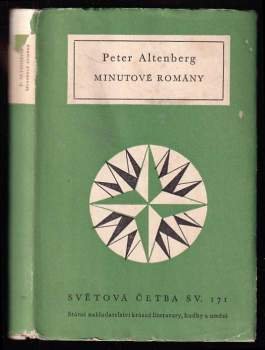 Peter Altenberg
MINUTOVÉ ROMÁNY
SVĚTOVÁ ČETBA SV. 171
Státní nakladatelství krásné literatury, hudby a umění